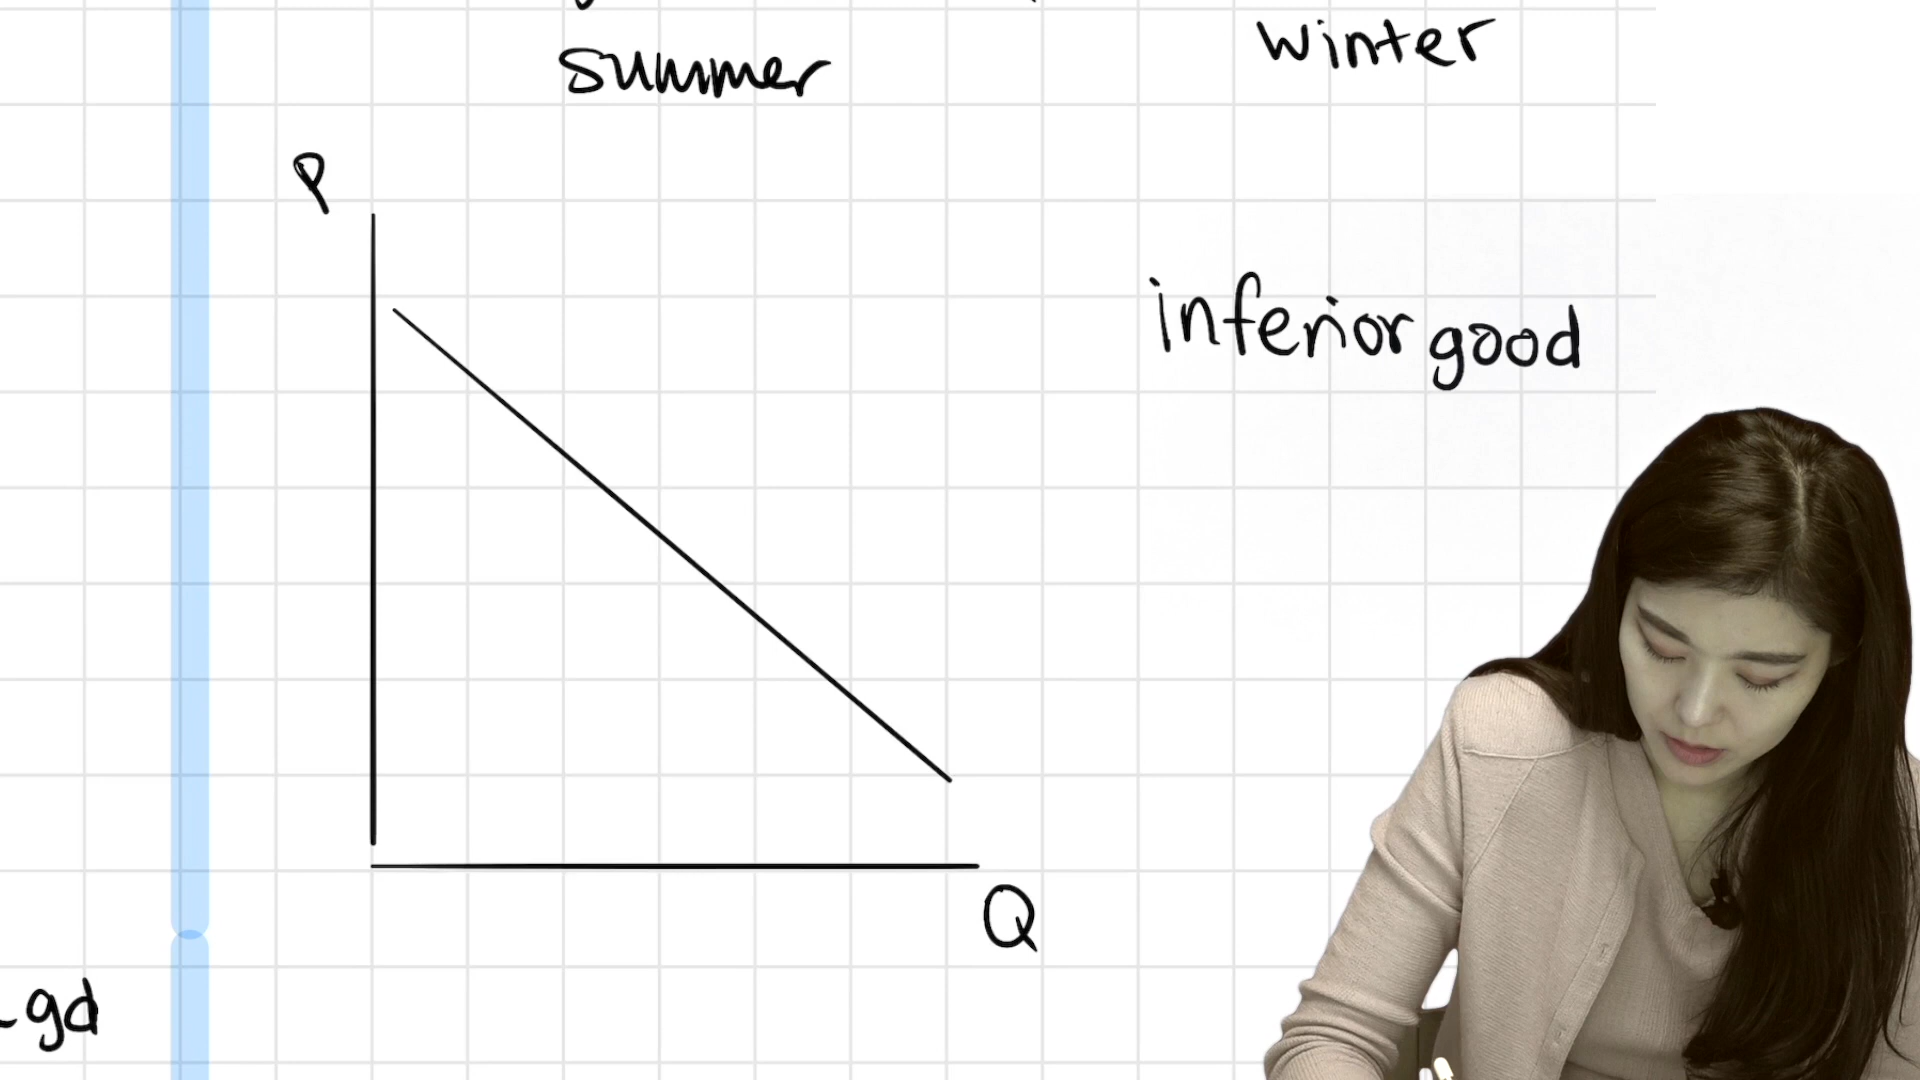 summer
winter
P
inferior good
Q
gd